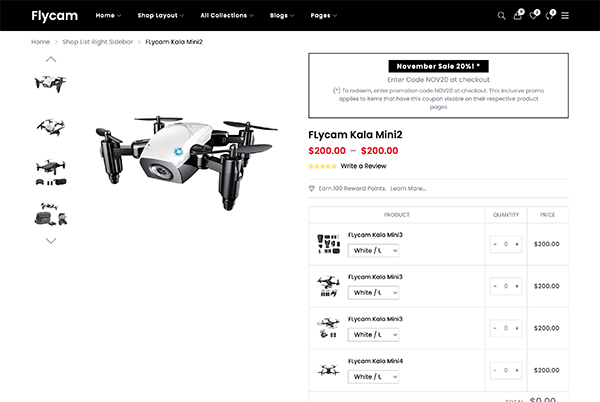 Flycam
Home Shop Layout All Collections Blogs Pages
Home > Shop List Right Sidebar > FLycam Kala Mini2
November Sale 20%! *
Enter Code NOV20 at checkout
(*) To redeem, enter promotion code NOV20 at checkout. This inclusive promo
applies to items that have this coupon visable on their respective product
pages
FLycam Kala Mini2
$200.00 – $200.00
Write a Review
Earn 100 Reward Points. Learn More...
PRODUCT QUANTITY PRICE
FLycam Kala Mini3
White / L
- 0 + $200.00
FLycam Kala Mini3
White / L
- 0 + $200.00
FLycam Kala Mini3
White / L
- 0 + $200.00
FLycam Kala Mini4
White / L
- 0 + $200.00
TOTAL $0.00